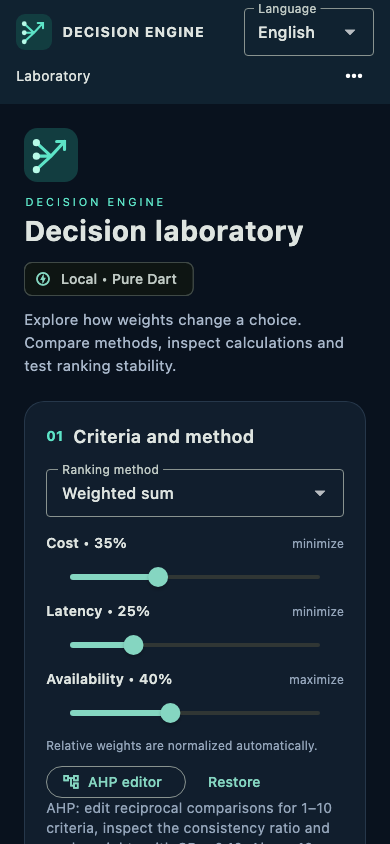 DECISION ENGINE
Language
English
Laboratory
DECISION ENGINE
Decision laboratory
Local • Pure Dart
Explore how weights change a choice.
Compare methods, inspect calculations and
test ranking stability.
01 Criteria and method
Ranking method
Weighted sum
Cost • 35% minimize
Latency • 25% minimize
Availability • 40% maximize
Relative weights are normalized automatically.
AHP editor Restore
AHP: edit reciprocal comparisons for 1–10
criteria, inspect the consistency ratio and